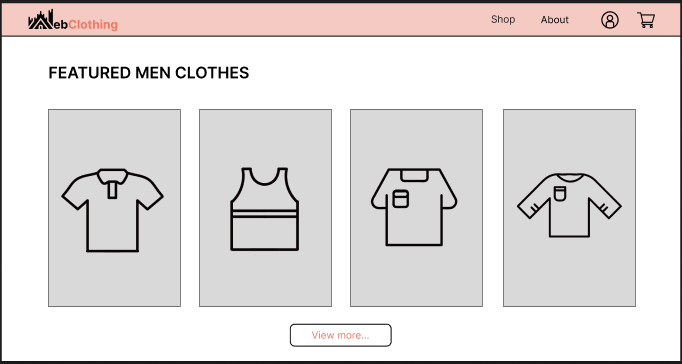 WebClothing
Shop
About
FEATURED MEN CLOTHES
View more...